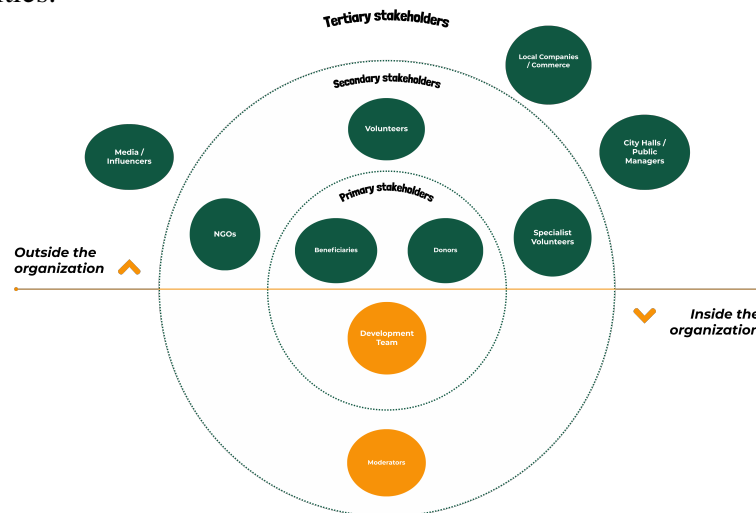 Tertiary stakeholders
Local Companies
/ Commerce
Secondary stakeholders
Volunteers
Media /
Influencers
City Halls /
Public
Managers
Primary stakeholders
NGOs
Specialist
Volunteers
Beneficiaries
Donors
Outside the
organization
Inside the
organization
Development
Team
Moderators